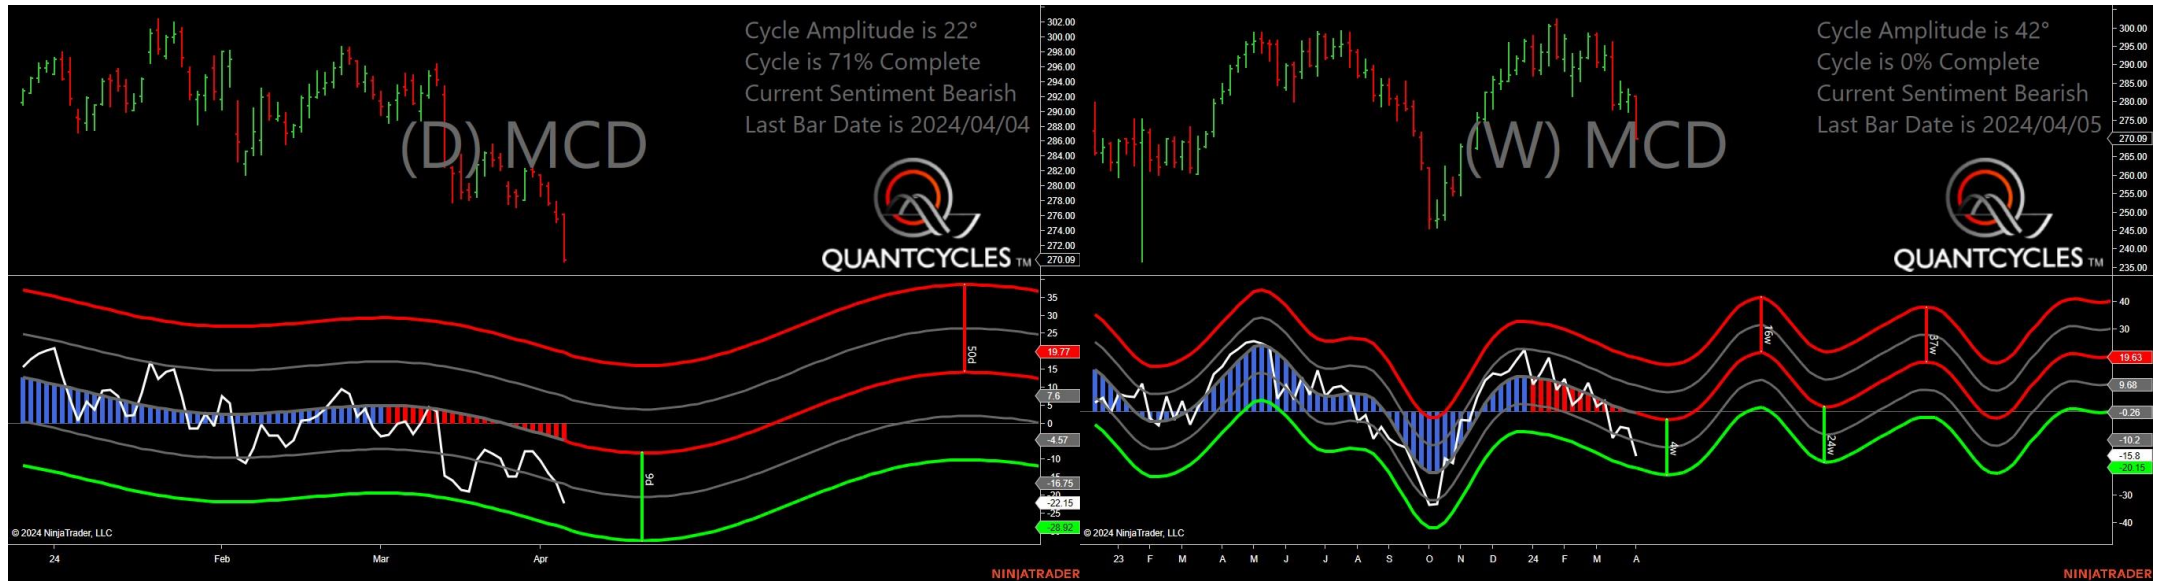 Cycle Amplitude is 22°
Cycle is 71% Complete
Current Sentiment Bearish
Last Bar Date is 2024/04/04
(D) MCD
QUANTCYCLES TM
302.00
300.00
298.00
296.00
294.00
292.00
290.00
288.00
286.00
284.00
282.00
280.00
278.00
276.00
274.00
272.00
270.09
35
30
25
19.77
15
10
7.6
5
0
-4.57
-10
-16.75
-22.15
-25
-28.92
50d
9d
© 2024 NinjaTrader, LLC
24 Feb Mar Apr
NINJATRADER
Cycle Amplitude is 42°
Cycle is 0% Complete
Current Sentiment Bearish
Last Bar Date is 2024/04/05
(W) MCD
QUANTCYCLES TM
300.00
295.00
290.00
285.00
280.00
275.00
270.09
265.00
260.00
255.00
250.00
245.00
240.00
235.00
40
30
19.63
9.68
-0.26
-10.2
-15.8
-20.15
-30
-40
16w
37w
4w
24w
© 2024 NinjaTrader, LLC
23 F M A M J J A S O N D 24 F M A
NINJATRADER